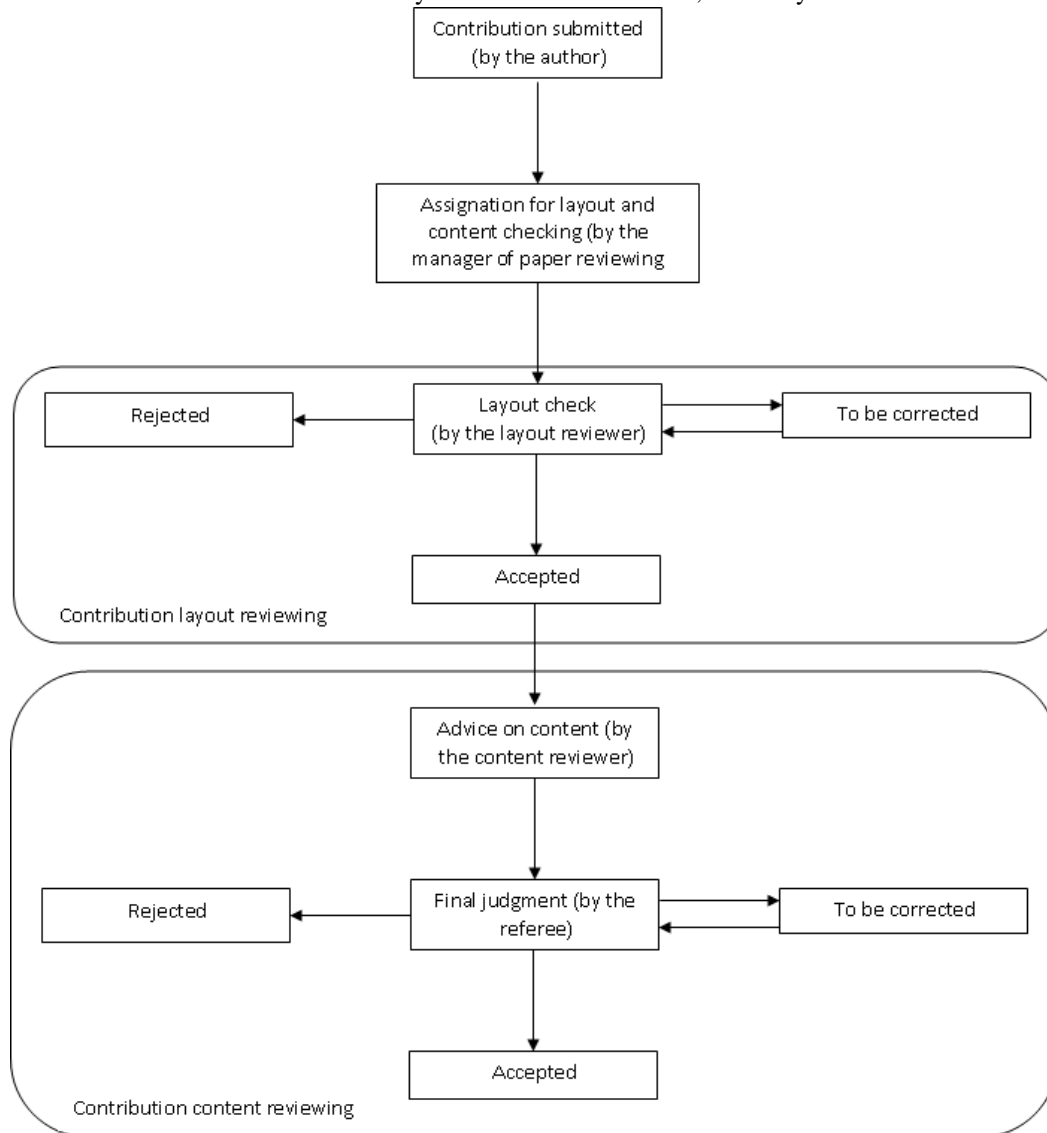 Contribution submitted
(by the author)
Assignation for layout and
content checking (by the
manager of paper reviewing
Rejected
Layout check
(by the layout reviewer)
To be corrected
Accepted
Contribution layout reviewing
Advice on content (by
the content reviewer)
Rejected
Final judgment (by the
referee)
To be corrected
Accepted
Contribution content reviewing